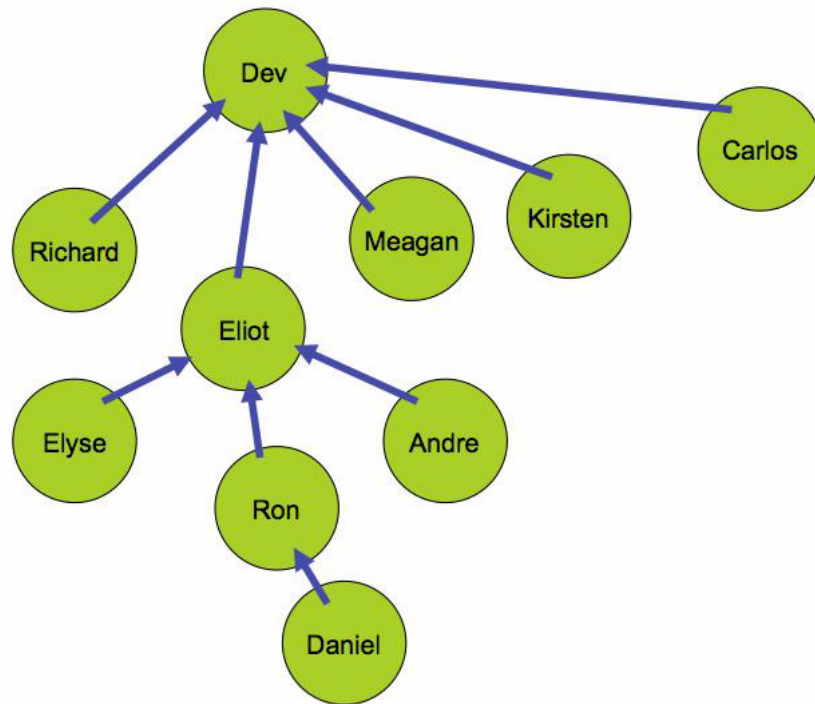 Dev
Carlos
Richard
Meagan
Kirsten
Eliot
Elyse
Andre
Ron
Daniel